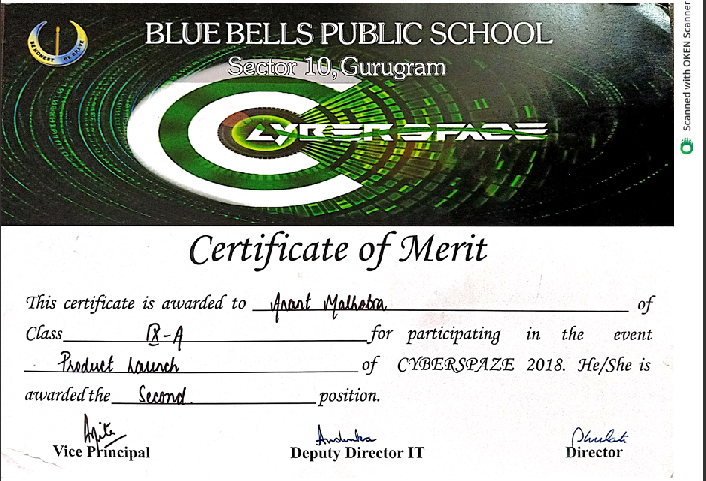 BLUE BELLS PUBLIC SCHOOL
Sector 10, Gurugram
CYBERSPAZE
Certificate of Merit
This certificate is awarded to Anant Malhotra of
Class IX-A for participating in the event
Product Launch of CYBERSPAZE 2018. He/She is
awarded the Second position.
Vice Principal
Deputy Director IT
Director
Scanned with OKEN Scanner